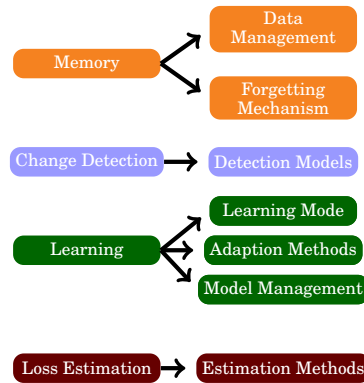 Data
Management
Memory
Forgetting
Mechanism
Change Detection
Detection Models
Learning Mode
Learning
Adaption Methods
Model Management
Loss Estimation
Estimation Methods